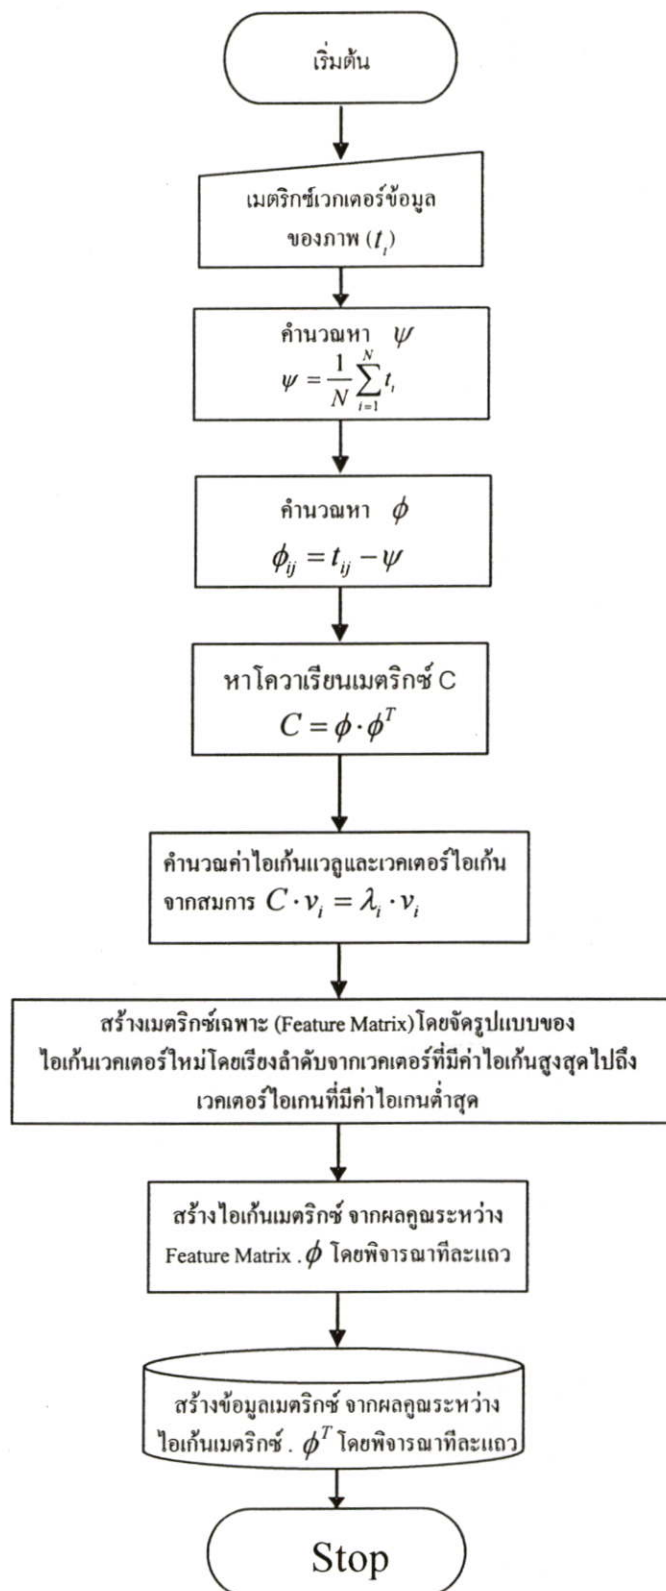 เริ่มต้น
เมตริกซ์เวกเตอร์ข้อมูล
ของภาพ (t_i)
คำนวณหา ψ
ψ = \frac{1}{N} \sum_{i=1}^{N} t_i
คำนวณหา ϕ
ϕ_{ij} = t_{ij} − ψ
หาโควาเรียนเมตริกซ์ C
C = ϕ · ϕ^T
คำนวณค่าไอเก้นแวลูและเวคเตอร์ไอเก้น
จากสมการ C · v_i = λ_i · v_i
สร้างเมตริกซ์เฉพาะ (Feature Matrix)โดยจัดรูปแบบของ
ไอเก้นเวคเตอร์ใหม่โดยเรียงลำดับจากเวคเตอร์ที่มีค่าไอเก้นสูงสุดไปถึง
เวคเตอร์ไอเกนที่มีค่าไอเกนต่ำสุด
สร้างไอเก้นเมตริกซ์ จากผลคูณระหว่าง
Feature Matrix . ϕ โดยพิจารณาทีละแถว
สร้างข้อมูลเมตริกซ์ จากผลคูณระหว่าง
ไอเก้นเมตริกซ์ . ϕ^T โดยพิจารณาทีละแถว
Stop